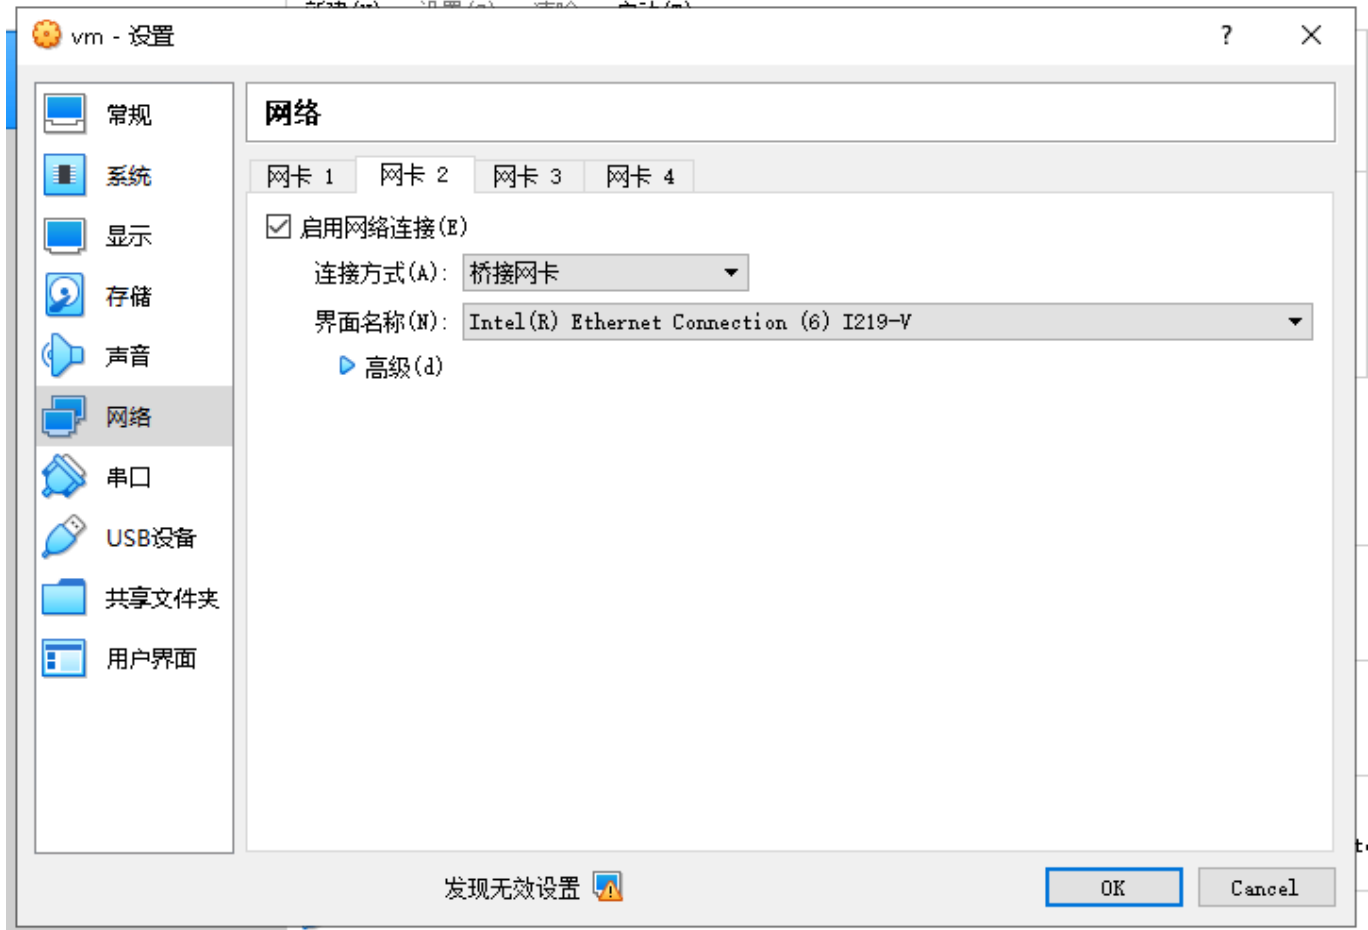 vm - 设置
?
常规
系统
显示
存储
声音
网络
串口
USB设备
共享文件夹
用户界面
网络
网卡 1
网卡 2
网卡 3
网卡 4
启用网络连接(E)
连接方式(A): 桥接网卡
界面名称(N): Intel(R) Ethernet Connection (6) I219-V
高级(d)
发现无效设置
OK
Cancel